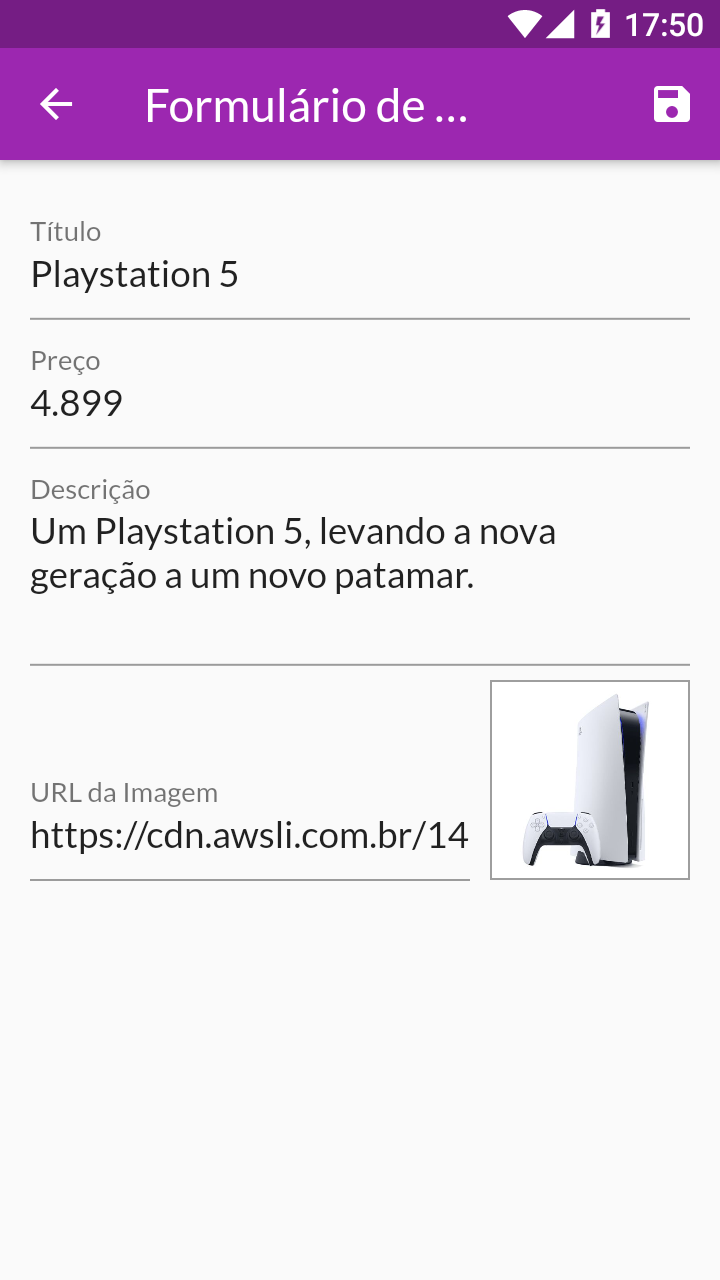 17:50
Formulário de ...
Título
Playstation 5
Preço
4.899
Descrição
Um Playstation 5, levando a nova
geração a um novo patamar.
URL da Imagem
https://cdn.awsli.com.br/14